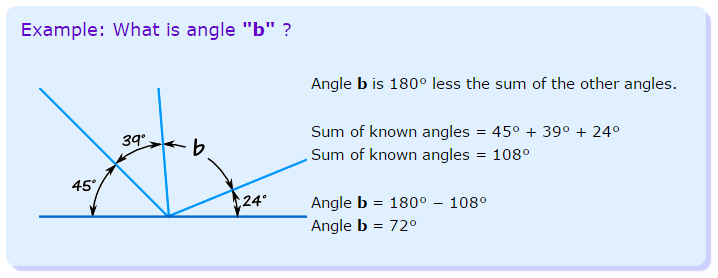 Example: What is angle "b" ?
Angle b is 180° less the sum of the other angles.
39°
b
Sum of known angles = 45° + 39° + 24°
Sum of known angles = 108°
45°
24°
Angle b = 180° − 108°
Angle b = 72°